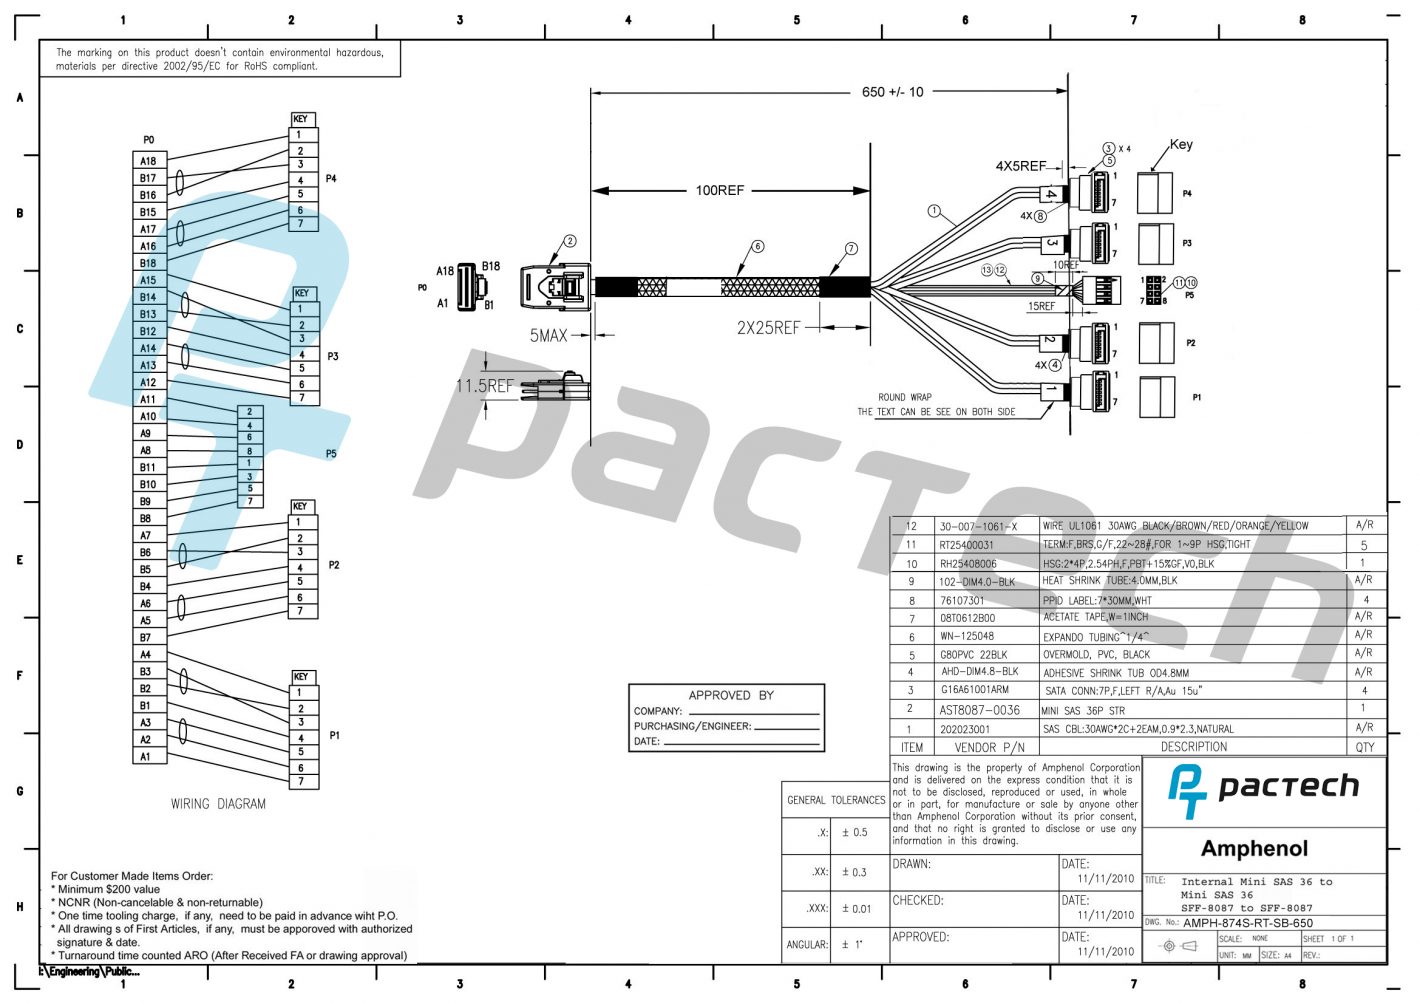 1 2 3 4 5 6 7 8
The marking on this product doesn't contain environmental hazardous,
materials per directive 2002/95/EC for RoHS compliant.
A
B
C
D
E
F
G
H
P0
A18
B17
B16
B15
A17
A16
B18
A15
B14
B13
B12
A14
A13
A12
A11
A10
A9
A8
B11
B10
B9
B8
A7
B6
B5
B4
A6
A5
B7
A4
B3
B2
B1
A3
A2
A1
KEY
1
2
3
4
5
6
7
P4
KEY
1
2
3
4
5
6
7
P3
2
4
6
8
1
3
5
7
P5
KEY
1
2
3
4
5
6
7
P2
KEY
1
2
3
4
5
6
7
P1
WIRING DIAGRAM
650 +/- 10
100REF
4X5REF
3 X 4
5
Key
1
7
P4
4
4X 8
1
3
1
7
P3
10REF
13 12
9
15REF
1 2
7 8
11 10
P5
2
1
7
P2
4X 4
1
1
7
P1
ROUND WRAP
THE TEXT CAN BE SEE ON BOTH SIDE
2
6
7
P0
A18
B18
A1
B1
5MAX
2X25REF
11.5REF
PACTECH
12 30-007-1061-X WIRE UL1061 30AWG BLACK/BROWN/RED/ORANGE/YELLOW A/R
11 RT25400031 TERM:F,BRS,G/F,22~28#,FOR 1~9P HSG,TIGHT 5
10 RH25408006 HSG:2*4P,2.54PH,F,PBT+15%GF,V0,BLK 1
9 102-DIM4.0-BLK HEAT SHRINK TUBE:4.0MM,BLK A/R
8 76107301 PPID LABEL:7*30MM,WHT 4
7 08T0612B00 ACETATE TAPE,W=1INCH A/R
6 WN-125048 EXPANDO TUBING^1/4^ A/R
5 G80PVC 22BLK OVERMOLD, PVC, BLACK A/R
4 AHD-DIM4.8-BLK ADHESIVE SHRINK TUB OD4.8MM A/R
3 G16A61001ARM SATA CONN:7P,F,LEFT R/A,Au 15u" 4
2 AST8087-0036 MINI SAS 36P STR 1
1 202023001 SAS CBL:30AWG*2C+2EAM,0.9*2.3,NATURAL A/R
ITEM VENDOR P/N DESCRIPTION QTY
APPROVED BY
COMPANY:
PURCHASING/ENGINEER:
DATE:
GENERAL TOLERANCES
.X: ± 0.5
.XX: ± 0.3
.XXX: ± 0.01
ANGULAR: ± 1°
This drawing is the property of Amphenol Corporation
and is delivered on the express condition that it is
not to be disclosed, reproduced or used, in whole
or in part, for manufacture or sale by anyone other
than Amphenol Corporation without its prior consent,
and that no right is granted to disclose or use any
information in this drawing.
DRAWN:
DATE:
11/11/2010
CHECKED:
DATE:
11/11/2010
APPROVED:
DATE:
11/11/2010
PACTECH
Amphenol
TITLE: Internal Mini SAS 36 to
Mini SAS 36
SFF-8087 to SFF-8087
DWG. No.: AMPH-874S-RT-SB-650
SCALE: NONE SHEET 1 OF 1
UNIT: MM SIZE: A4 REV.:
For Customer Made Items Order:
* Minimum $200 value
* NCNR (Non-cancelable & non-returnable)
* One time tooling charge, if any, need to be paid in advance wiht P.O.
* All drawing s of First Articles, if any, must be apporoved with authorized
signature & date.
* Turnaround time counted ARO (After Received FA or drawing approval)
I:\Engineering\Public...
1 2 3 4 5 6 7 8